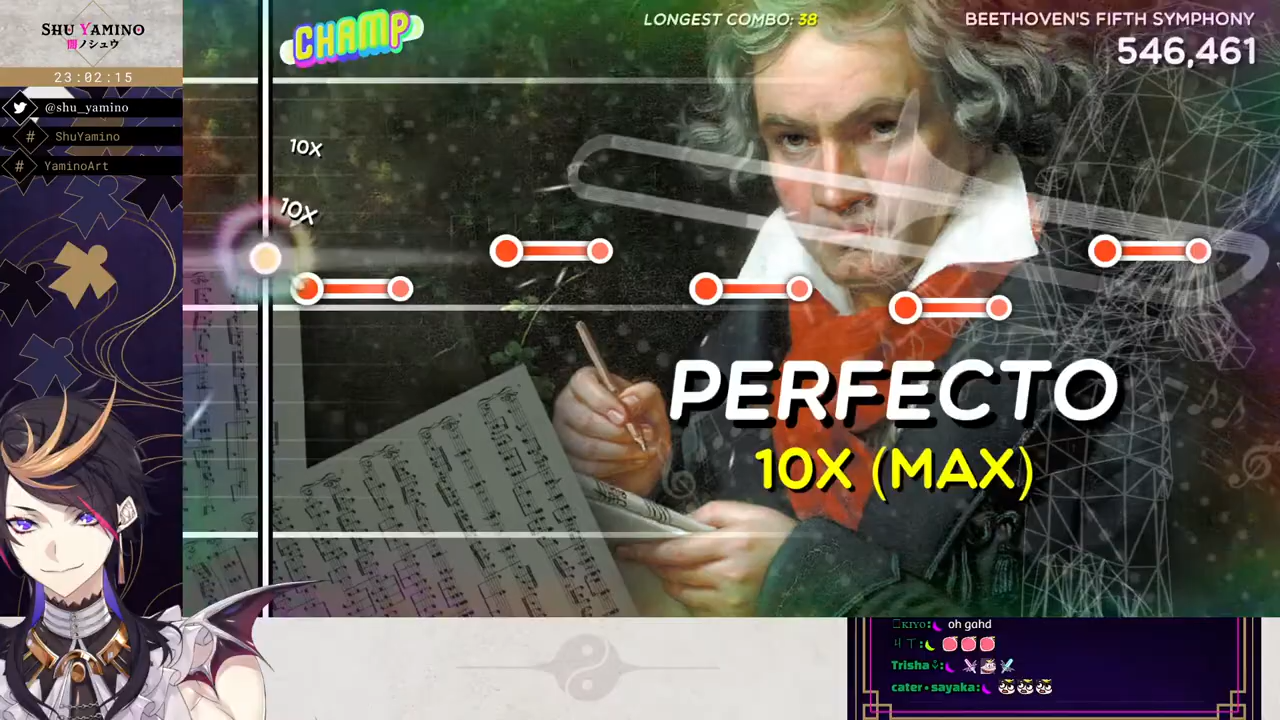 SHU YAMINO
闇ノシュウ
23:02:15
@shu_yamino
# ShuYamino
# YaminoArt
CHAMP
LONGEST COMBO: 38
BEETHOVEN'S FIFTH SYMPHONY
546,461
10X
10X
PERFECTO
10X (MAX)
KIYO: oh gahd
Trisha:
cater•sayaka: